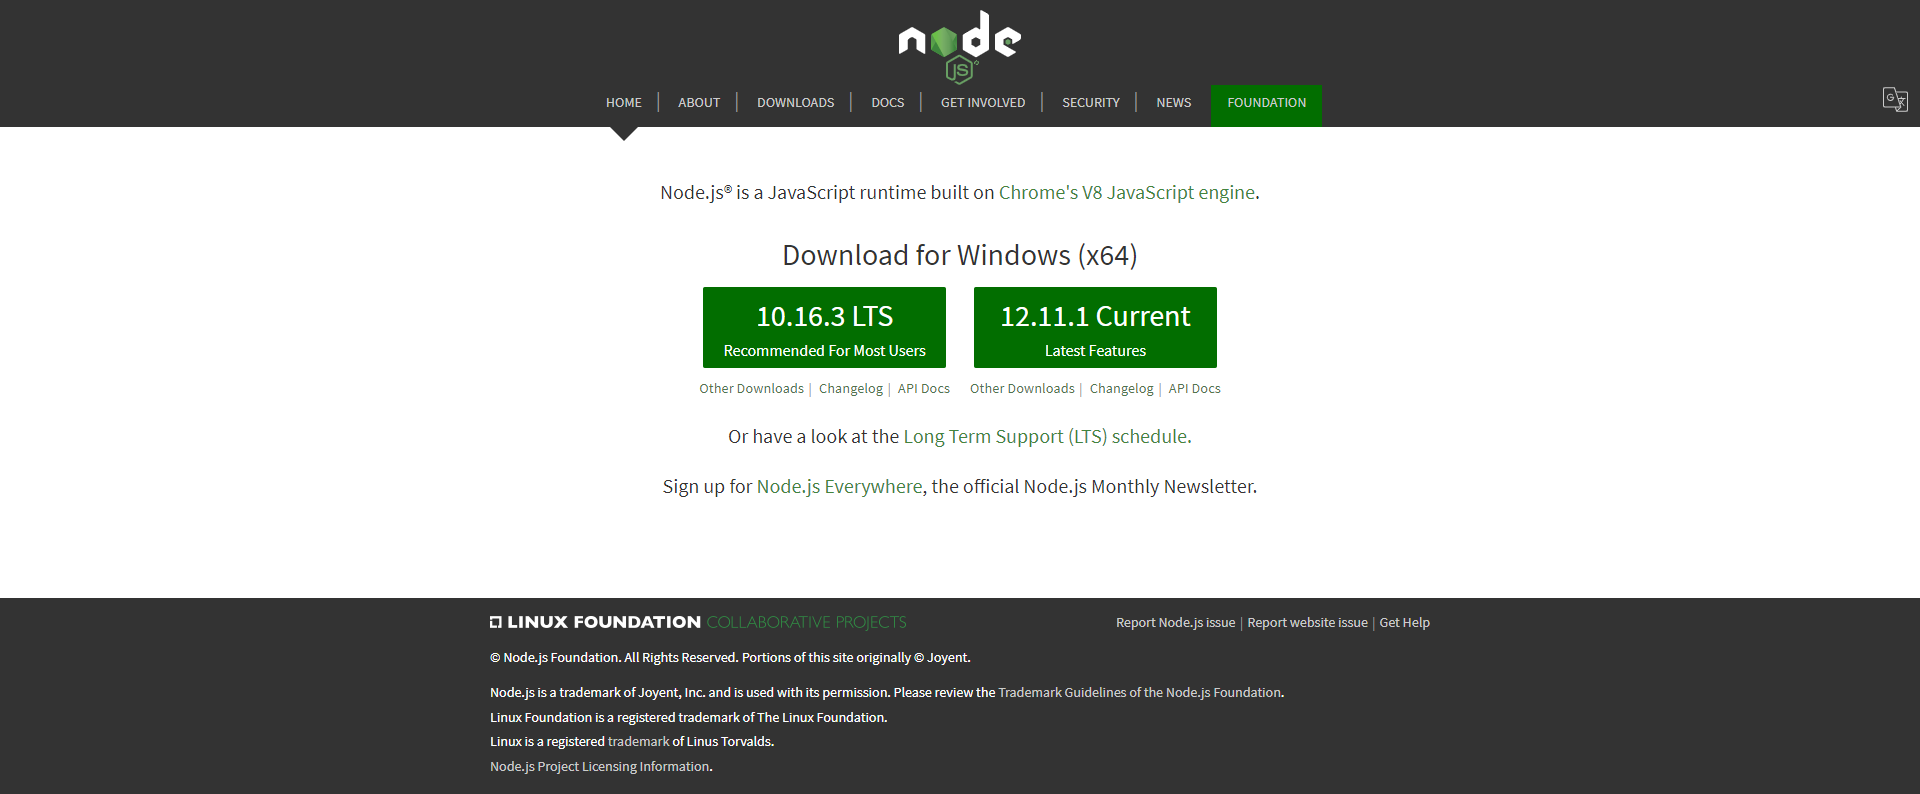 node
JS
HOME | ABOUT | DOWNLOADS | DOCS | GET INVOLVED | SECURITY | NEWS FOUNDATION
Node.js® is a JavaScript runtime built on Chrome's V8 JavaScript engine.
Download for Windows (x64)
10.16.3 LTS
Recommended For Most Users
12.11.1 Current
Latest Features
Other Downloads | Changelog | API Docs
Other Downloads | Changelog | API Docs
Or have a look at the Long Term Support (LTS) schedule.
Sign up for Node.js Everywhere, the official Node.js Monthly Newsletter.
LINUX FOUNDATION COLLABORATIVE PROJECTS
Report Node.js issue | Report website issue | Get Help
© Node.js Foundation. All Rights Reserved. Portions of this site originally © Joyent.
Node.js is a trademark of Joyent, Inc. and is used with its permission. Please review the Trademark Guidelines of the Node.js Foundation.
Linux Foundation is a registered trademark of The Linux Foundation.
Linux is a registered trademark of Linus Torvalds.
Node.js Project Licensing Information.